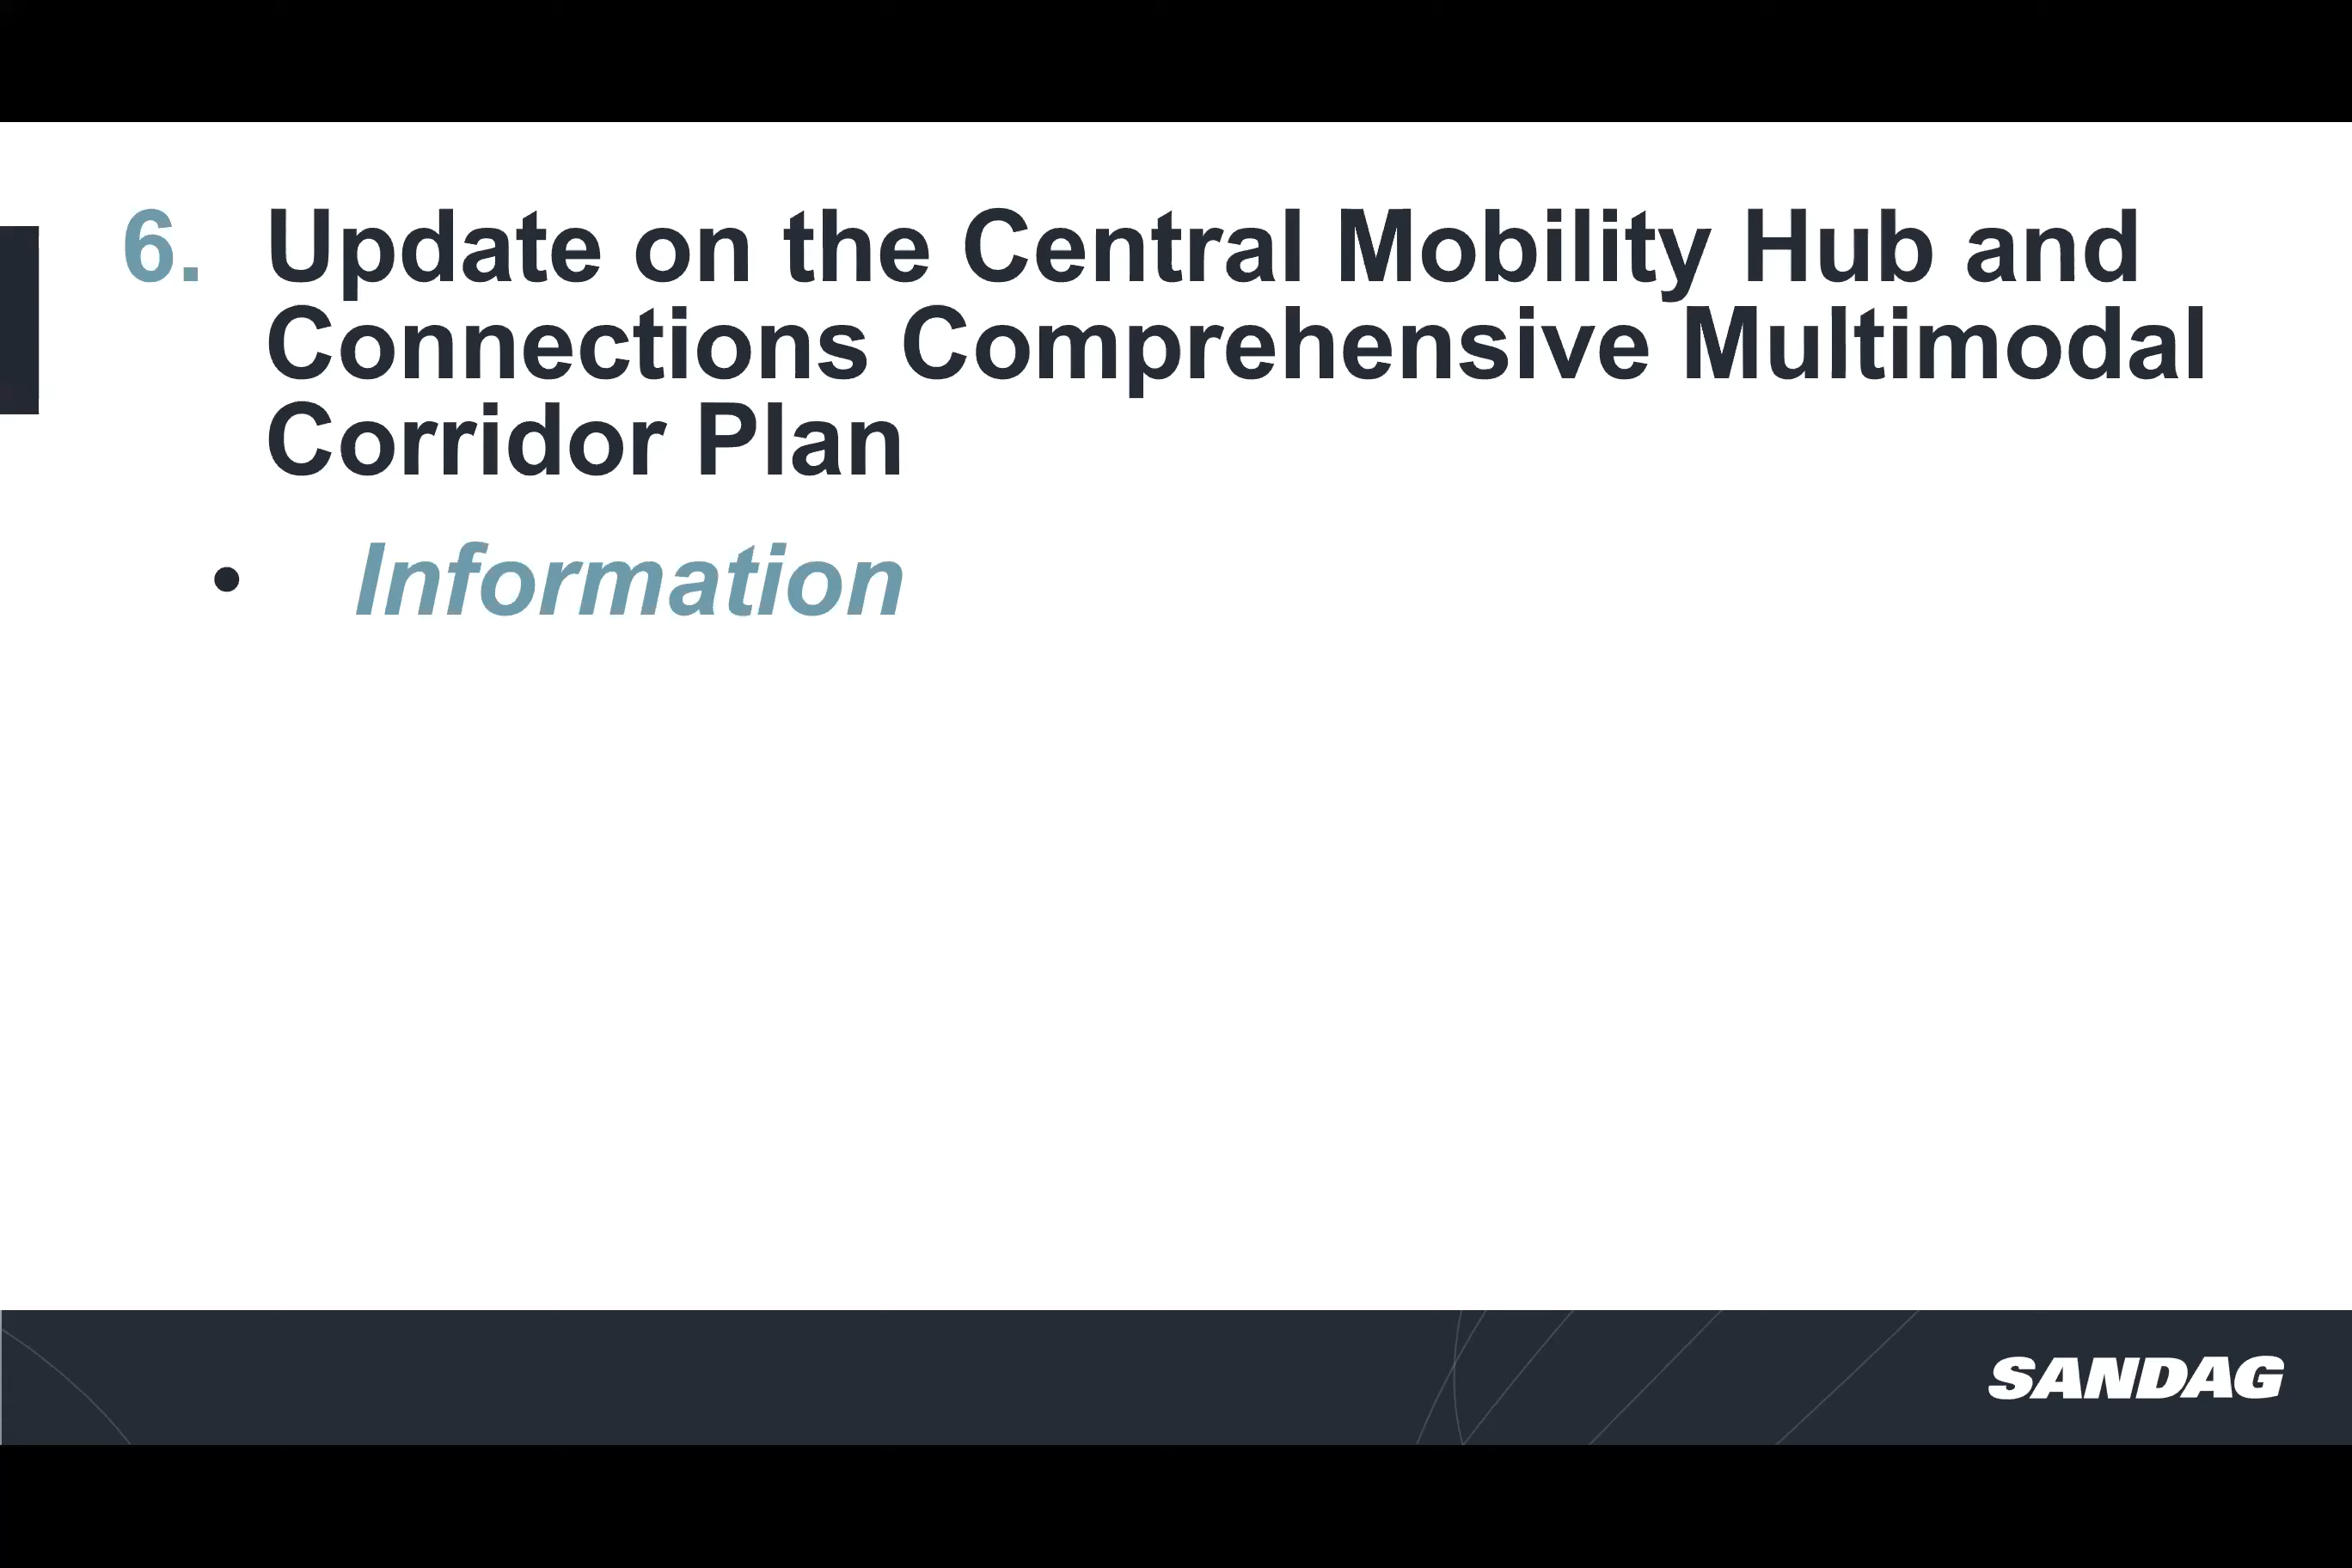 6. Update on the Central Mobility Hub and
Connections Comprehensive Multimodal
Corridor Plan
• Information
SANDAG